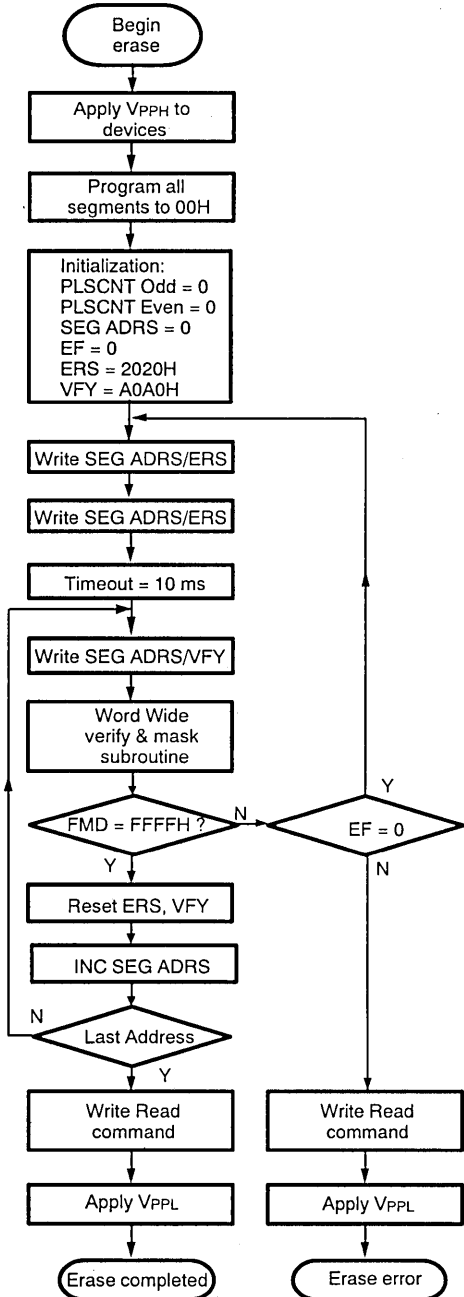 Begin
erase
Apply VPPH to
devices
Program all
segments to 00H
Initialization:
PLSCNT Odd = 0
PLSCNT Even = 0
SEG ADRS = 0
EF = 0
ERS = 2020H
VFY = A0A0H
Write SEG ADRS/ERS
Write SEG ADRS/ERS
Timeout = 10 ms
Write SEG ADRS/VFY
Word Wide
verify & mask
subroutine
FMD = FFFFH ?
N
Y
EF = 0
Y
N
Reset ERS, VFY
INC SEG ADRS
Last Address
N
Y
Write Read
command
Apply VPPL
Erase completed
Write Read
command
Apply VPPL
Erase error